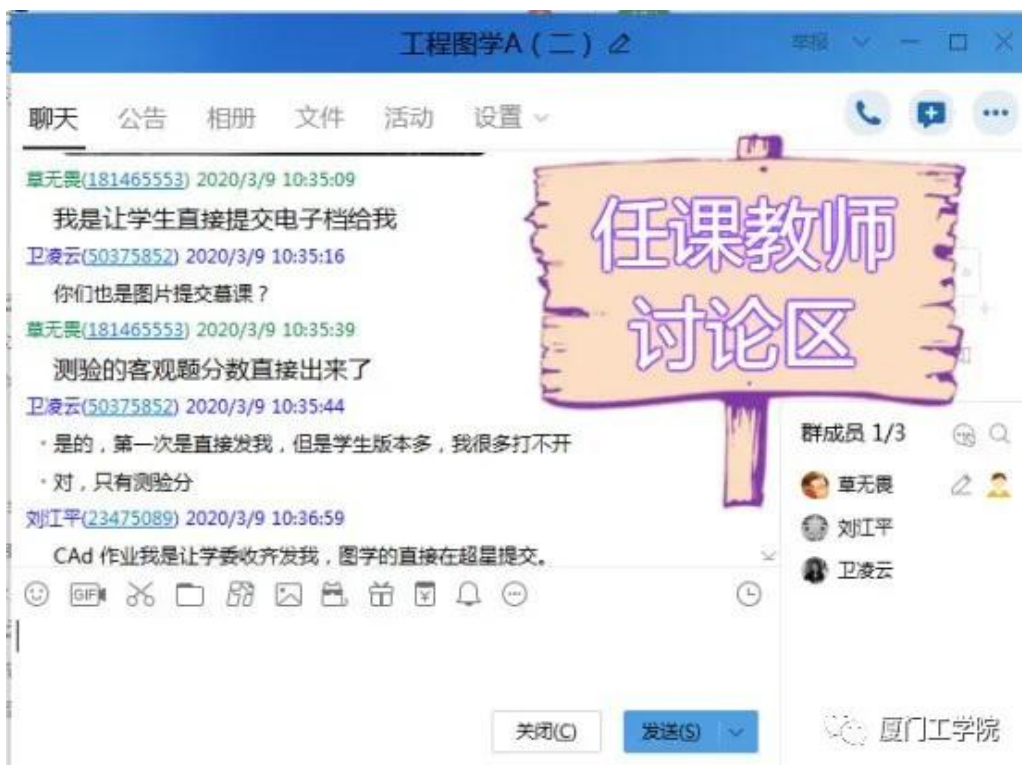 工程图学A（二）
举报
聊天 公告 相册 文件 活动 设置
草无畏(181465553) 2020/3/9 10:35:09
我是让学生直接提交电子档给我
卫凌云(50375852) 2020/3/9 10:35:16
你们也是图片提交慕课？
草无畏(181465553) 2020/3/9 10:35:39
测验的客观题分数直接出来了
卫凌云(50375852) 2020/3/9 10:35:44
是的，第一次是直接发我，但是学生版本多，我很多打不开
对，只有测验分
刘江平(23475089) 2020/3/9 10:36:59
CAd 作业我是让学委收齐发我，图学的直接在超星提交。
任课教师
讨论区
群成员 1/3
草无畏
刘江平
卫凌云
GIF
关闭(C)
发送(S)
厦门工学院